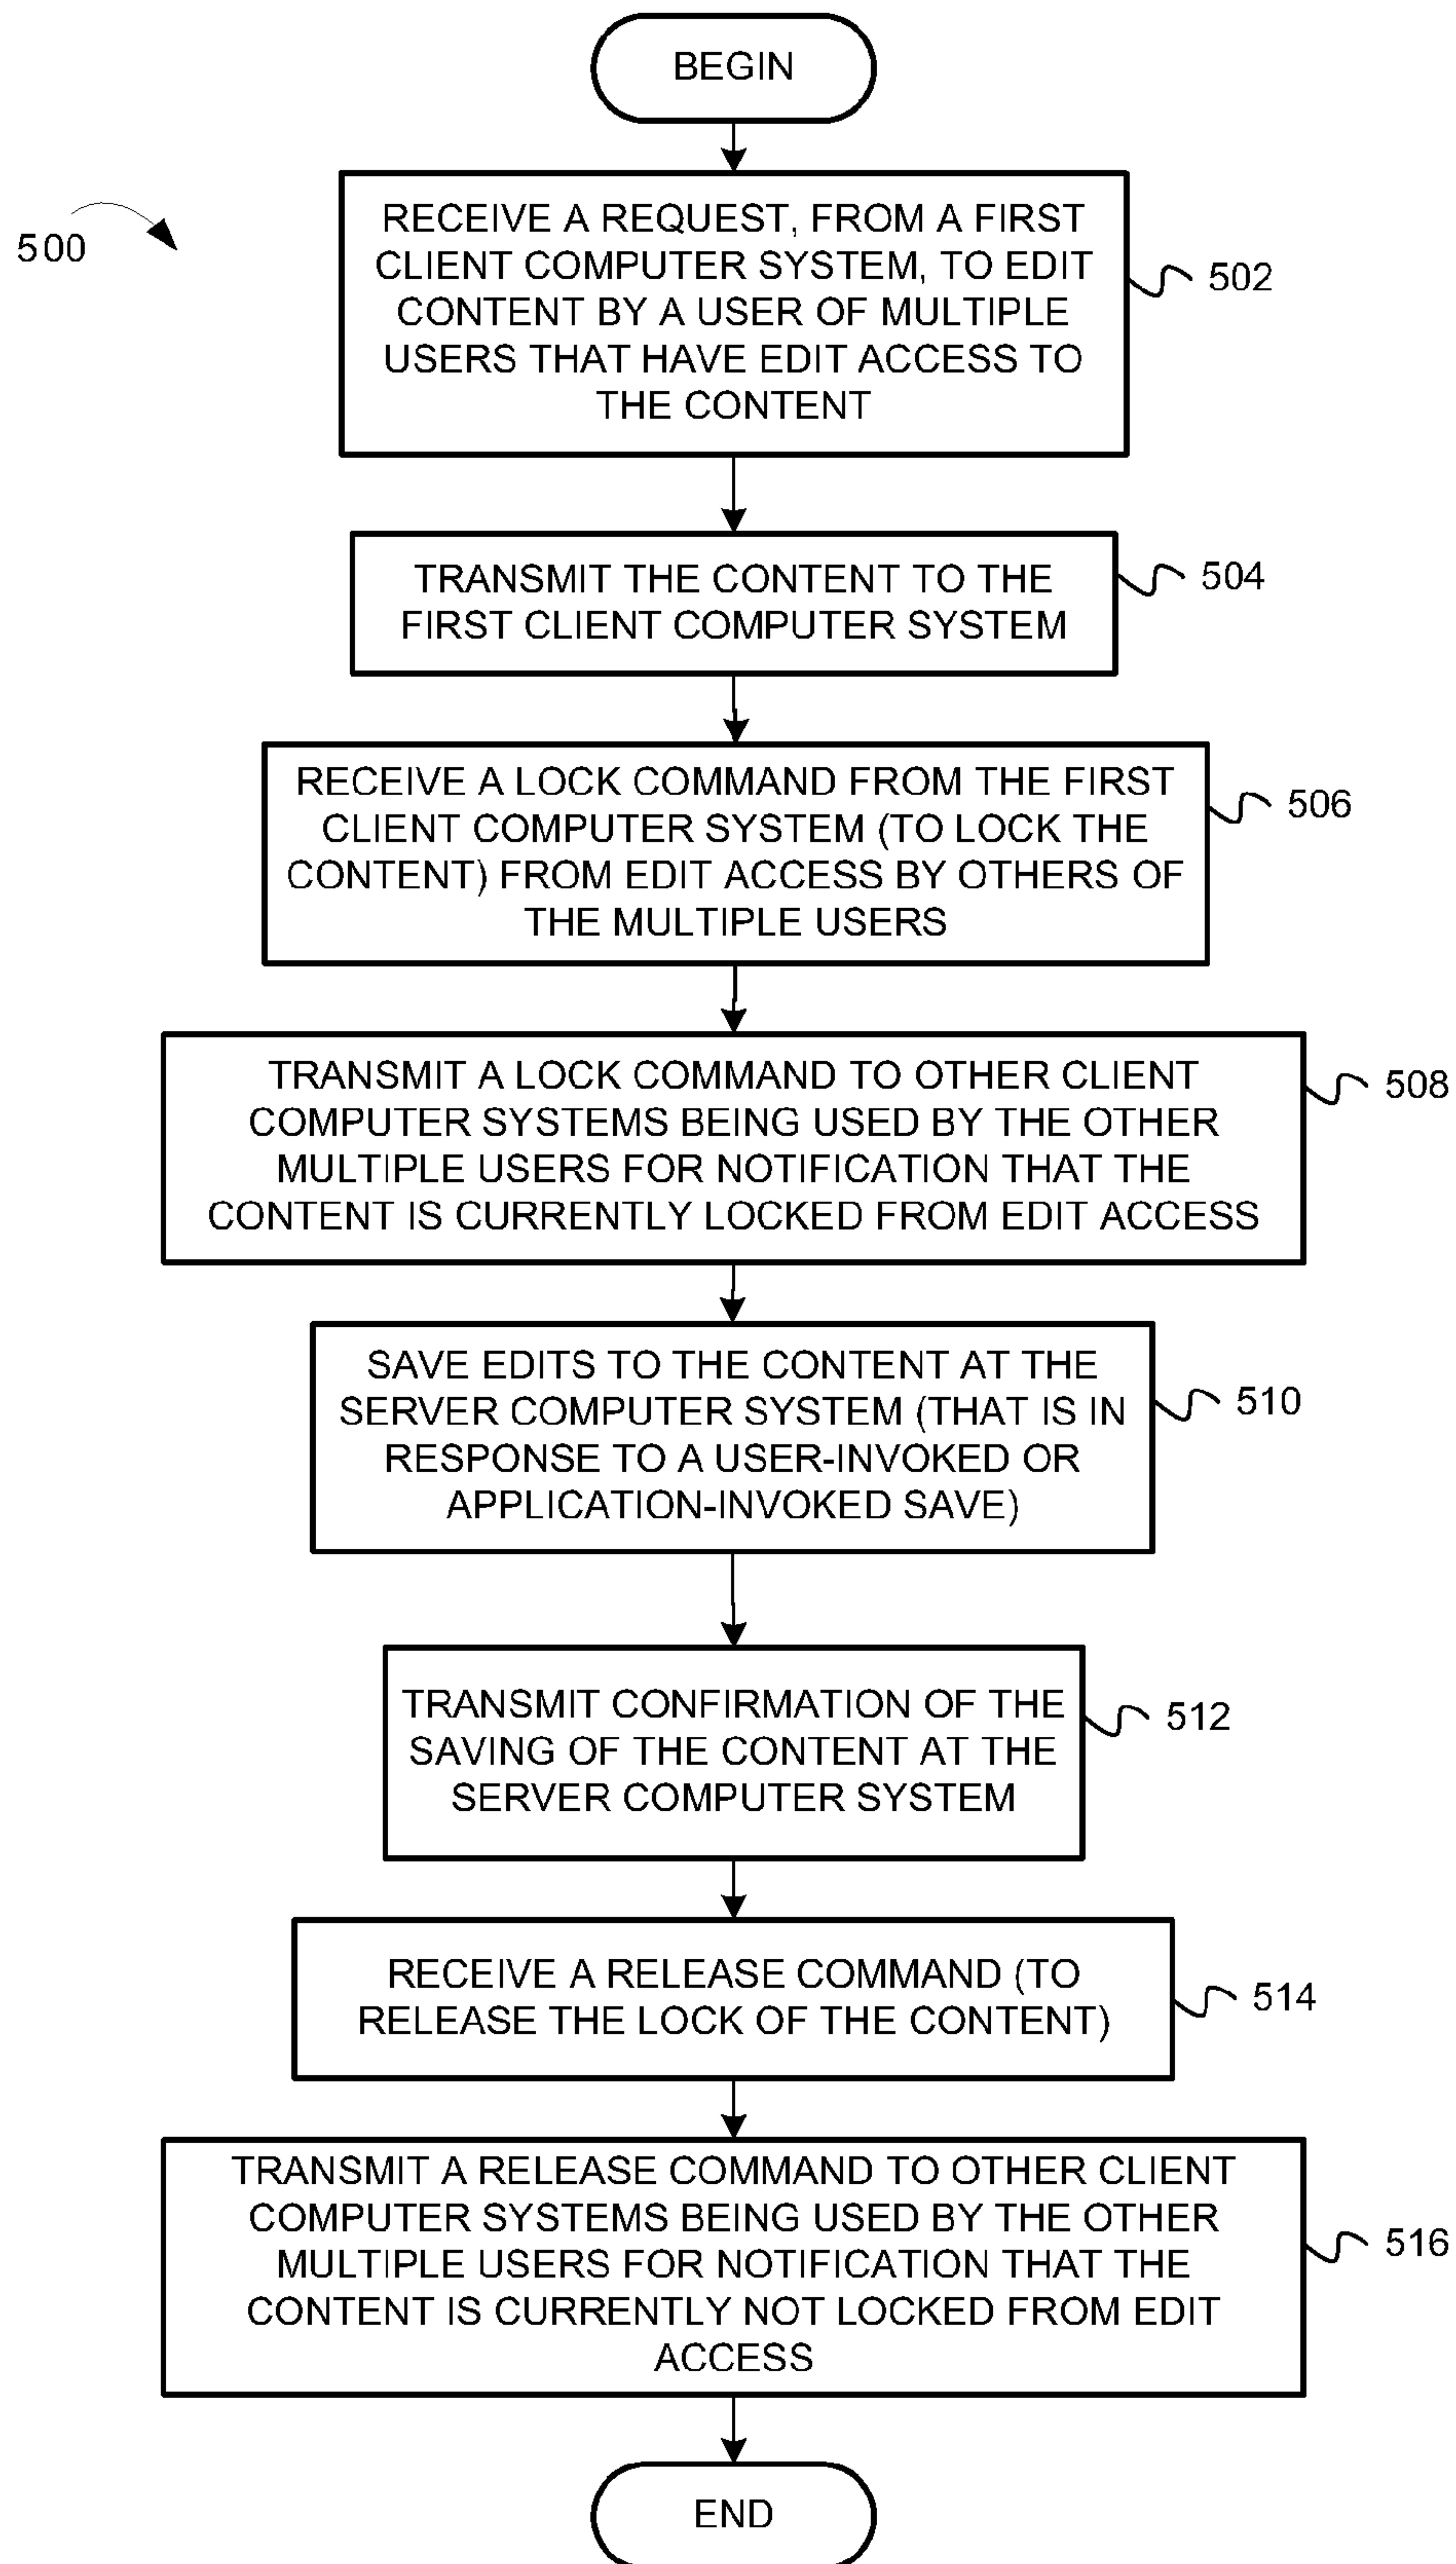 BEGIN
500
RECEIVE A REQUEST, FROM A FIRST
CLIENT COMPUTER SYSTEM, TO EDIT
CONTENT BY A USER OF MULTIPLE
USERS THAT HAVE EDIT ACCESS TO
THE CONTENT
502
TRANSMIT THE CONTENT TO THE
FIRST CLIENT COMPUTER SYSTEM
504
RECEIVE A LOCK COMMAND FROM THE FIRST
CLIENT COMPUTER SYSTEM (TO LOCK THE
CONTENT) FROM EDIT ACCESS BY OTHERS OF
THE MULTIPLE USERS
506
TRANSMIT A LOCK COMMAND TO OTHER CLIENT
COMPUTER SYSTEMS BEING USED BY THE OTHER
MULTIPLE USERS FOR NOTIFICATION THAT THE
CONTENT IS CURRENTLY LOCKED FROM EDIT ACCESS
508
SAVE EDITS TO THE CONTENT AT THE
SERVER COMPUTER SYSTEM (THAT IS IN
RESPONSE TO A USER-INVOKED OR
APPLICATION-INVOKED SAVE)
510
TRANSMIT CONFIRMATION OF THE
SAVING OF THE CONTENT AT THE
SERVER COMPUTER SYSTEM
512
RECEIVE A RELEASE COMMAND (TO
RELEASE THE LOCK OF THE CONTENT)
514
TRANSMIT A RELEASE COMMAND TO OTHER CLIENT
COMPUTER SYSTEMS BEING USED BY THE OTHER
MULTIPLE USERS FOR NOTIFICATION THAT THE
CONTENT IS CURRENTLY NOT LOCKED FROM EDIT
ACCESS
516
END